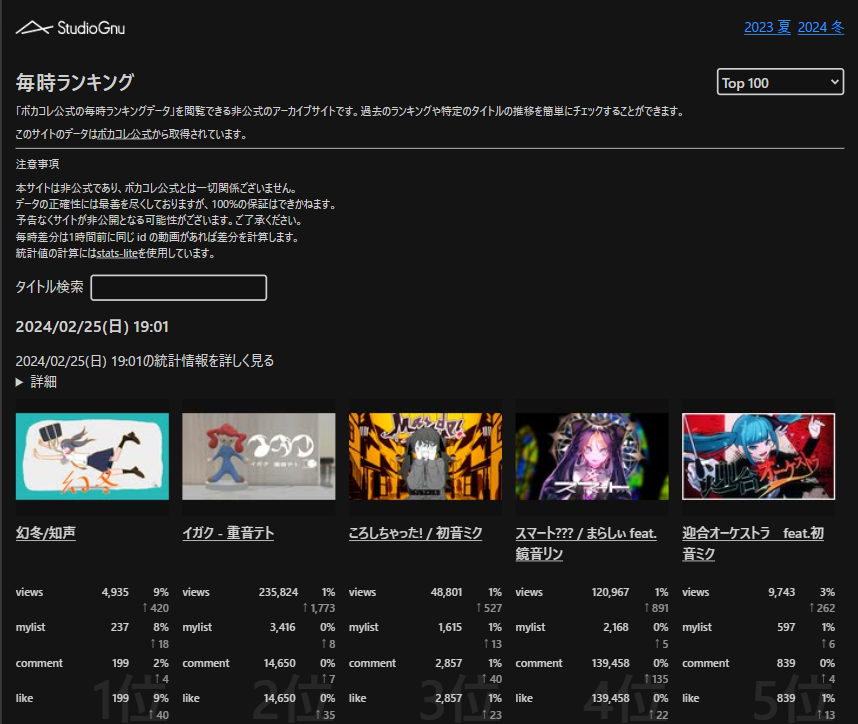 StudioGnu
2023 夏 2024 冬
毎時ランキング
Top 100
「ボカコレ公式の毎時ランキングデータ」を閲覧できる非公式のアーカイブサイトです。過去のランキングや特定のタイトルの推移を簡単にチェックすることができます。
このサイトのデータはボカコレ公式から取得されています。
注意事項
本サイトは非公式であり、ボカコレ公式とは一切関係ございません。
データの正確性には最善を尽くしておりますが、100%の保証はできかねます。
予告なくサイトが非公開となる可能性がございます。ご了承ください。
毎時差分は1時間前に同じ id の動画があれば差分を計算します。
統計値の計算にはstats-liteを使用しています。
タイトル検索
2024/02/25(日) 19:01
2024/02/25(日) 19:01の統計情報を詳しく見る
▶ 詳細
幻冬
イガク 重音テト
スマート
迎合オーケストラ
幻冬/知声 イガク - 重音テト ころしちゃった! / 初音ミク スマート??? / まらしぃ feat. 迎合オーケストラ　feat.初
鏡音リン 音ミク
views 4,935 9% views 235,824 1% views 48,801 1% views 120,967 1% views 9,743 3%
↑420 ↑1,773 ↑527 ↑891 ↑262
mylist 237 8% mylist 3,416 0% mylist 1,615 1% mylist 2,168 0% mylist 597 1%
↑18 ↑8 ↑13 ↑5 ↑6
comment 199 2% comment 14,650 0% comment 2,857 1% comment 139,458 0% comment 839 0%
↑4 ↑7 ↑40 ↑135 ↑4
like 199 9% like 14,650 0% like 2,857 1% like 139,458 0% like 839 1%
↑40 ↑35 ↑23 ↑22 ↑13
1位 2位 3位 4位 5位